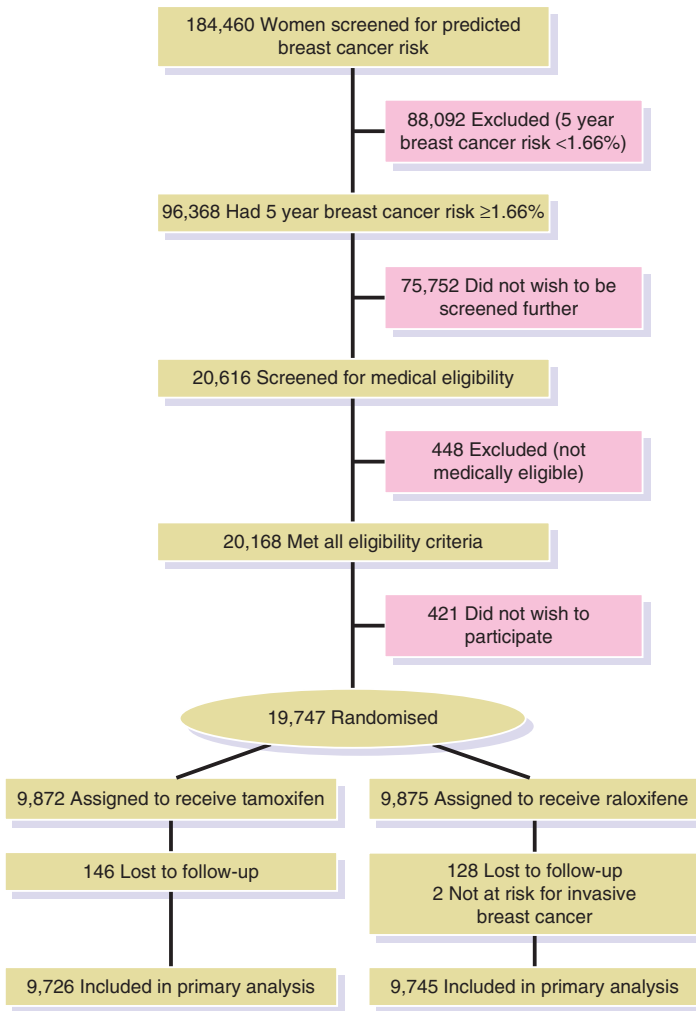 184,460 Women screened for predicted
breast cancer risk
88,092 Excluded (5 year
breast cancer risk <1.66%)
96,368 Had 5 year breast cancer risk ≥1.66%
75,752 Did not wish to be
screened further
20,616 Screened for medical eligibility
448 Excluded (not
medically eligible)
20,168 Met all eligibility criteria
421 Did not wish to
participate
19,747 Randomised
9,872 Assigned to receive tamoxifen
146 Lost to follow-up
9,726 Included in primary analysis
9,875 Assigned to receive raloxifene
128 Lost to follow-up
2 Not at risk for invasive
breast cancer
9,745 Included in primary analysis